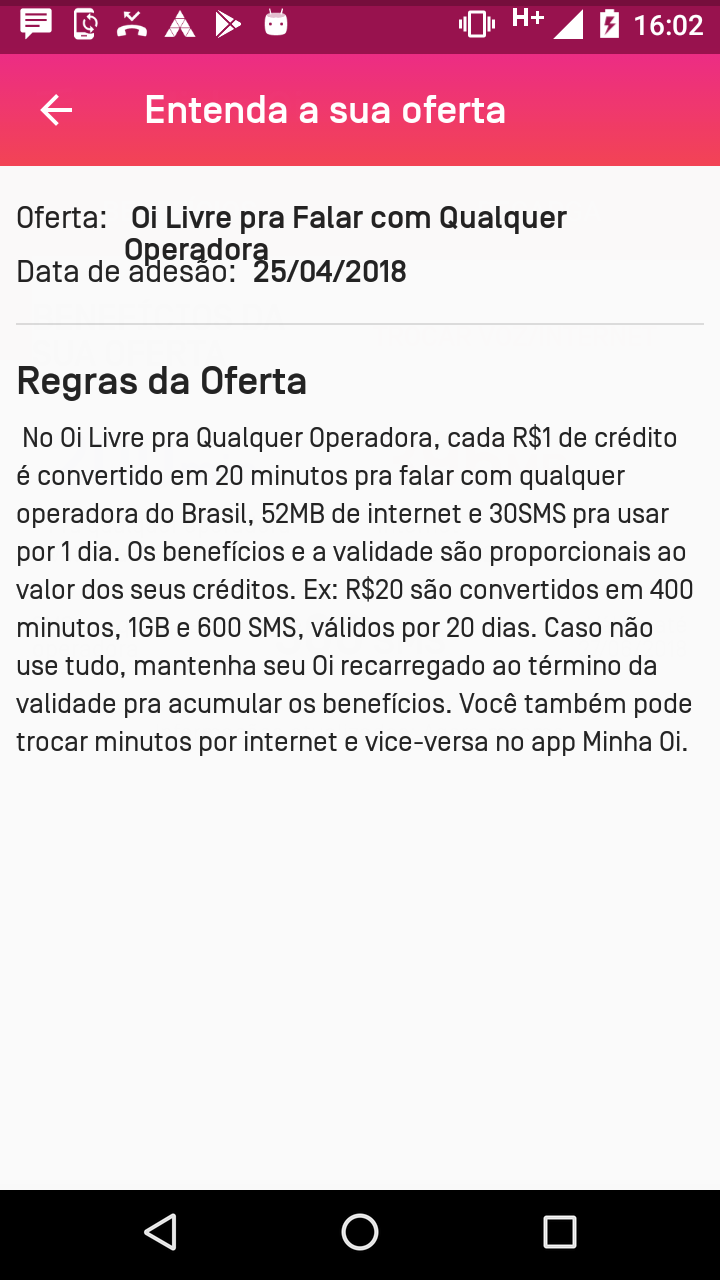 H+ 16:02
Entenda a sua oferta
Oferta: Oi Livre pra Falar com Qualquer
Operadora
Data de adesão: 25/04/2018
Regras da Oferta
No Oi Livre pra Qualquer Operadora, cada R$1 de crédito
é convertido em 20 minutos pra falar com qualquer
operadora do Brasil, 52MB de internet e 30SMS pra usar
por 1 dia. Os benefícios e a validade são proporcionais ao
valor dos seus créditos. Ex: R$20 são convertidos em 400
minutos, 1GB e 600 SMS, válidos por 20 dias. Caso não
use tudo, mantenha seu Oi recarregado ao término da
validade pra acumular os benefícios. Você também pode
trocar minutos por internet e vice-versa no app Minha Oi.